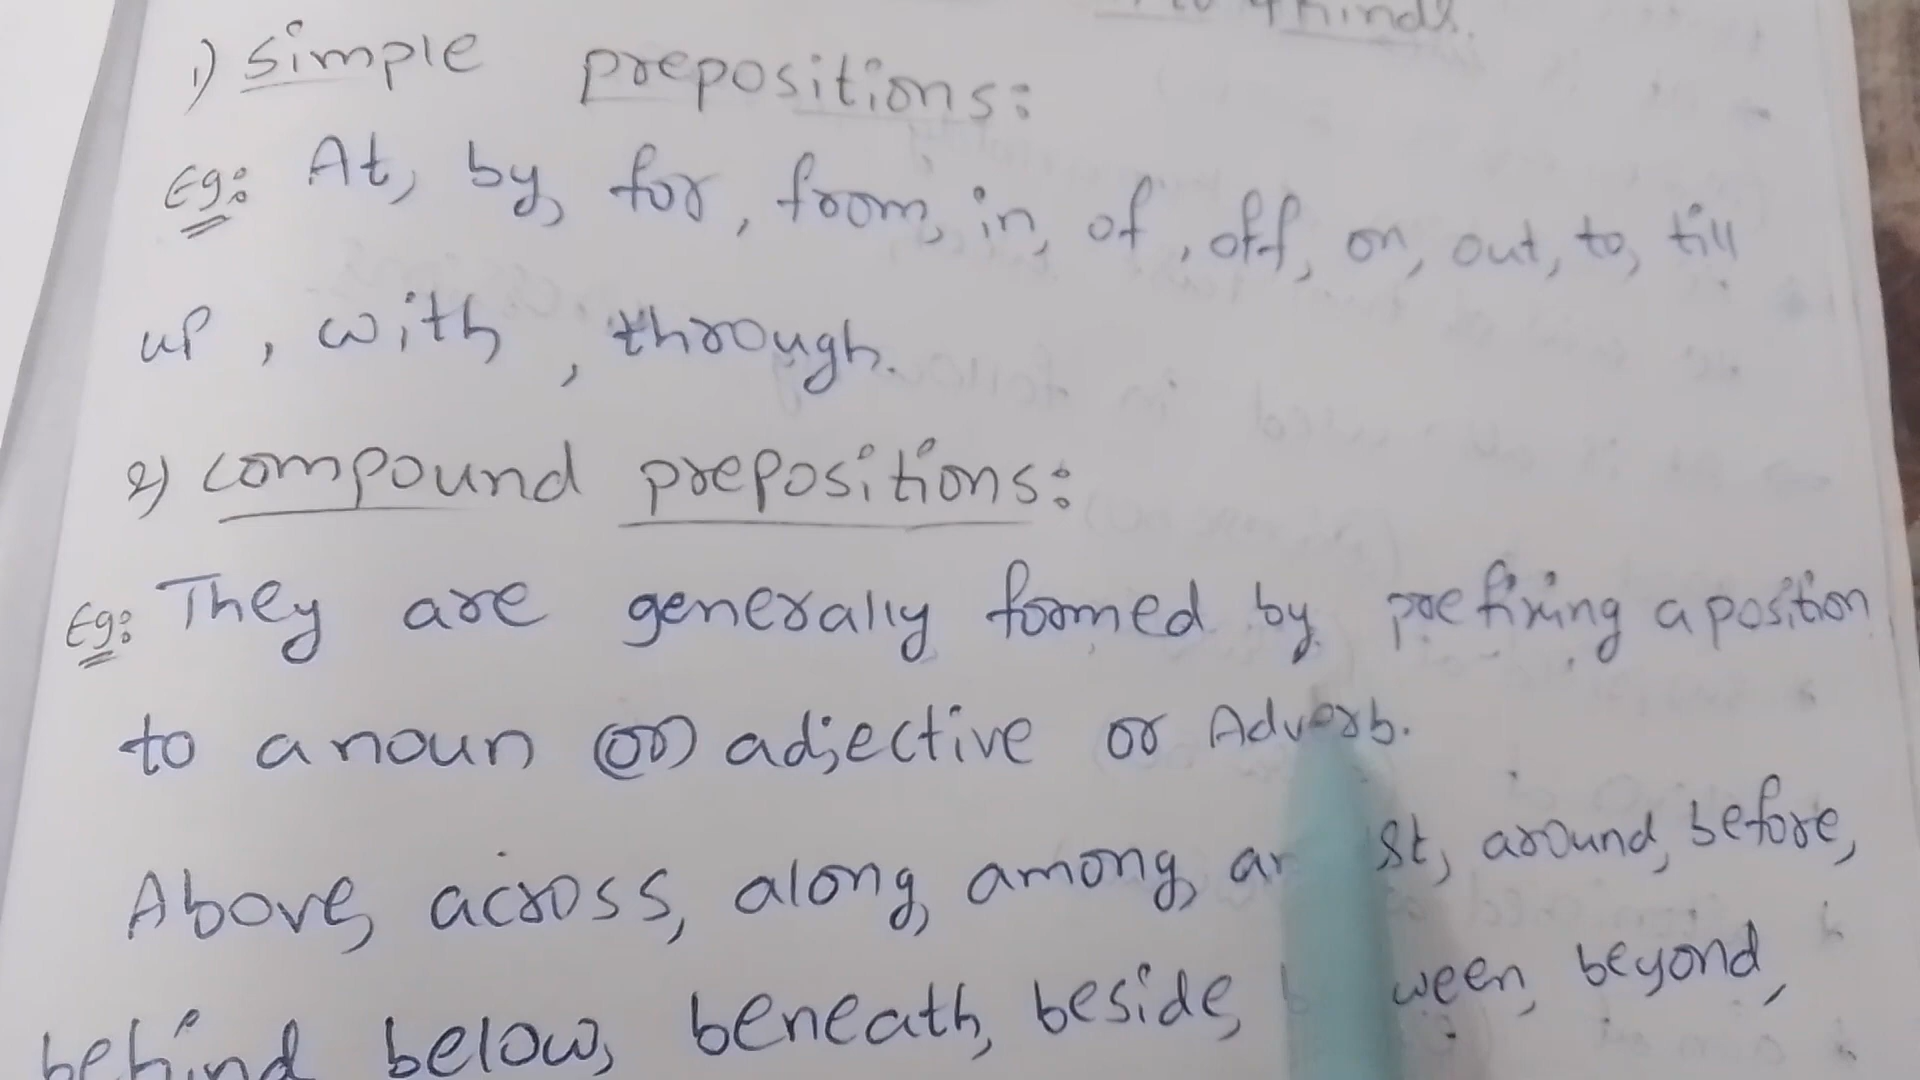 kinds.
1) Simple prepositions:
Eg: At, by, for, from, in, of, off, on, out, to, till
up, with, through.
2) compound prepositions:
Eg: They are generally formed by prefixing a position
to a noun (or) adjective or Adverb.
Above, across, along, among, around, before,
behind below, beneath, beside, beyond,